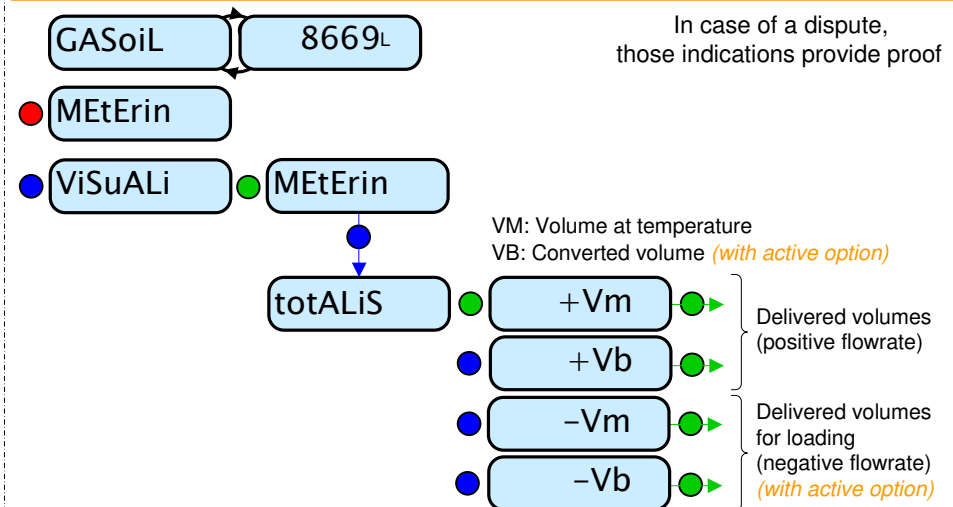 GASoiL
8669L
In case of a dispute,
those indications provide proof
MEtErin
ViSuALi
MEtErin
VM: Volume at temperature
VB: Converted volume (with active option)
totALiS
+Vm
+Vb
Delivered volumes
(positive flowrate)
−Vm
−Vb
Delivered volumes
for loading
(negative flowrate)
(with active option)